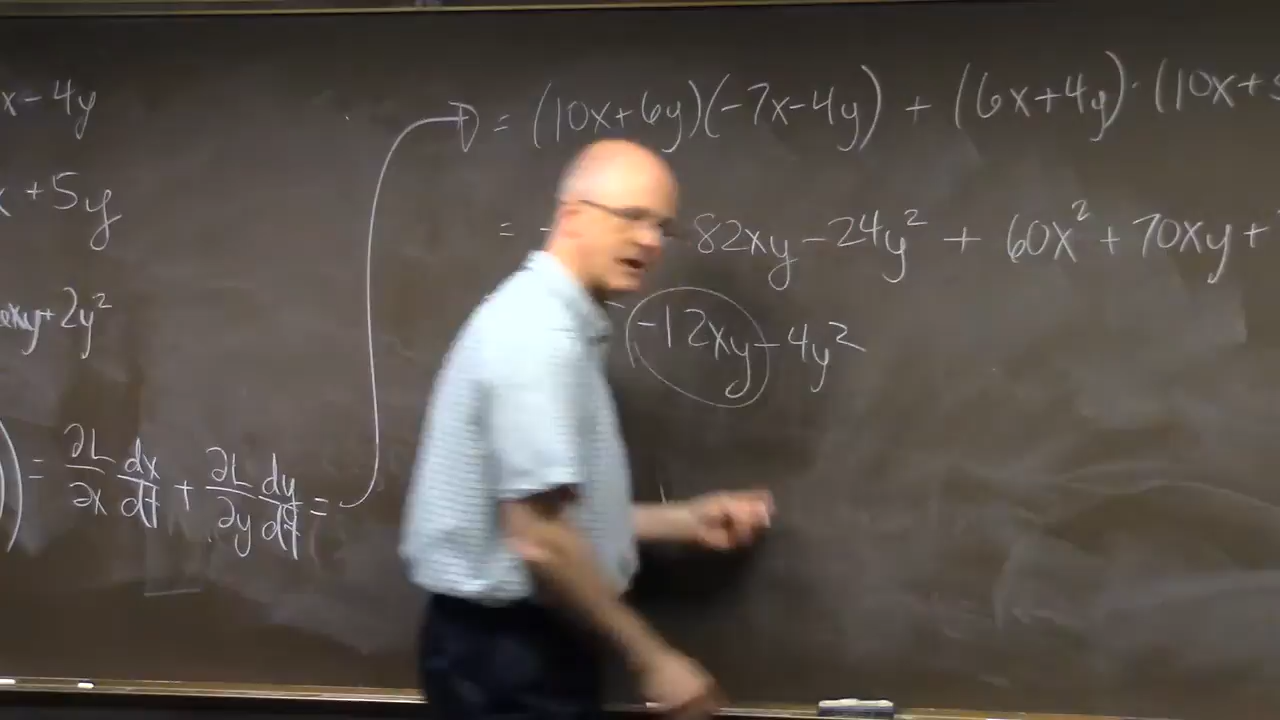 x - 4y
= (10x+6y)(-7x-4y) + (6x+4y)·(10x+
x + 5y
= - 82xy - 24y² + 60x² + 70xy +
xy + 2y²
-12xy - 4y²
) = ∂L/∂x dx/dt + ∂L/∂y dy/dt =